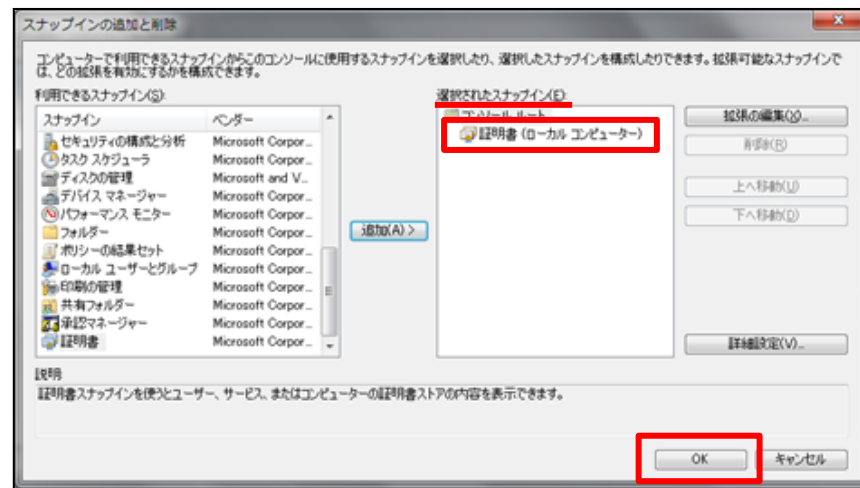 スナップインの追加と削除
コンピューターで利用できるスナップインからこのコンソールに使用するスナップインを選択したり、選択したスナップインを構成したりできます。拡張可能なスナップインで
は、どの拡張を有効にするかを構成できます。
利用できるスナップイン(S):
選択されたスナップイン(E):
スナップイン ベンダー
セキュリティの構成と分析 Microsoft Corpor...
タスク スケジューラ Microsoft Corpor...
ディスクの管理 Microsoft and V...
デバイス マネージャー Microsoft Corpor...
パフォーマンス モニター Microsoft Corpor...
フォルダー Microsoft Corpor...
ポリシーの結果セット Microsoft Corpor...
ローカル ユーザーとグループ Microsoft Corpor...
印刷の管理 Microsoft Corpor...
共有フォルダー Microsoft Corpor...
承認マネージャー Microsoft Corpor...
証明書 Microsoft Corpor...
追加(A) >
コンソール ルート
証明書 (ローカル コンピューター)
拡張の編集(X)...
削除(R)
上へ移動(U)
下へ移動(D)
詳細設定(V)...
説明:
証明書スナップインを使うとユーザー、サービス、またはコンピューターの証明書ストアの内容を表示できます。
OK
キャンセル